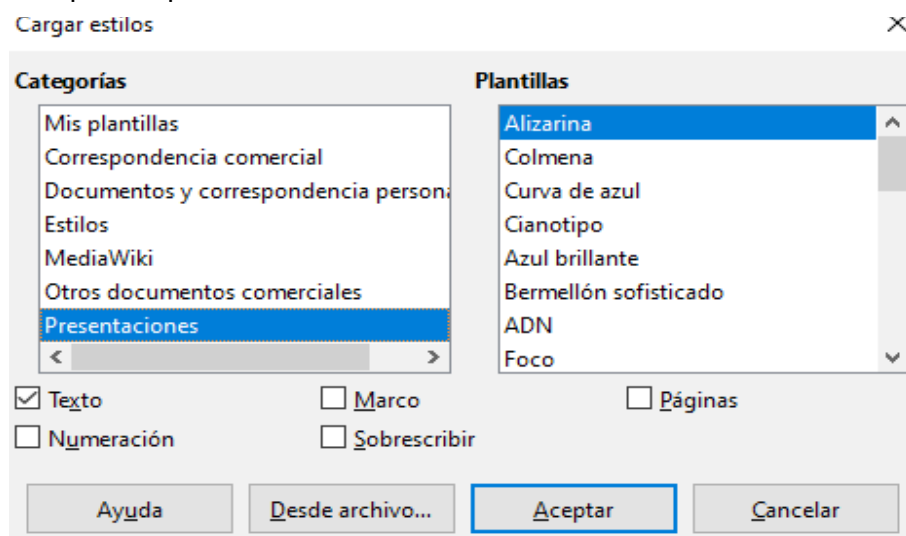 Cargar estilos
Categorías
Plantillas
Mis plantillas
Correspondencia comercial
Documentos y correspondencia person
Estilos
MediaWiki
Otros documentos comerciales
Presentaciones
Alizarina
Colmena
Curva de azul
Cianotipo
Azul brillante
Bermellón sofisticado
ADN
Foco
Texto
Marco
Páginas
Numeración
Sobrescribir
Ayuda
Desde archivo...
Aceptar
Cancelar